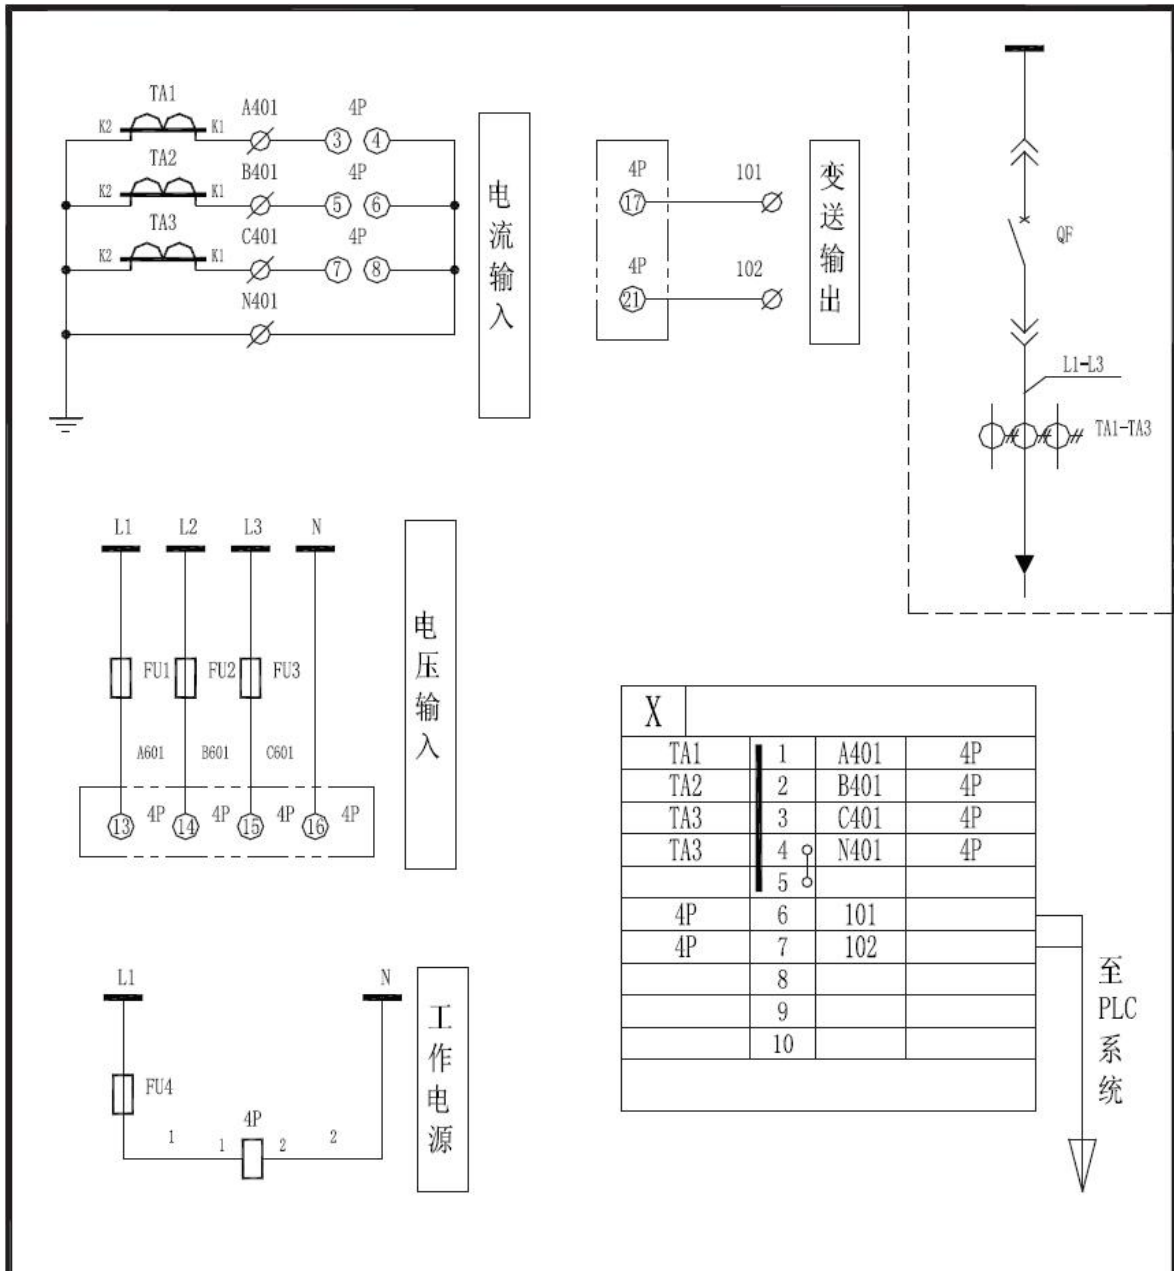 TA1
A401
4P
K2
K1
3
4
TA2
B401
4P
K2
K1
5
6
TA3
C401
4P
K2
K1
7
8
N401
电流输入
4P
101
17
4P
102
21
变送输出
QF
L1-L3
TA1-TA3
L1
L2
L3
N
FU1
FU2
FU3
A601
B601
C601
13
4P
14
4P
15
4P
16
4P
电压输入
L1
N
FU4
4P
1
1
2
2
工作电源
X
TA1 1 A401 4P
TA2 2 B401 4P
TA3 3 C401 4P
TA3 4 N401 4P
5
4P 6 101
4P 7 102
8
9
10
至
PLC
系
统